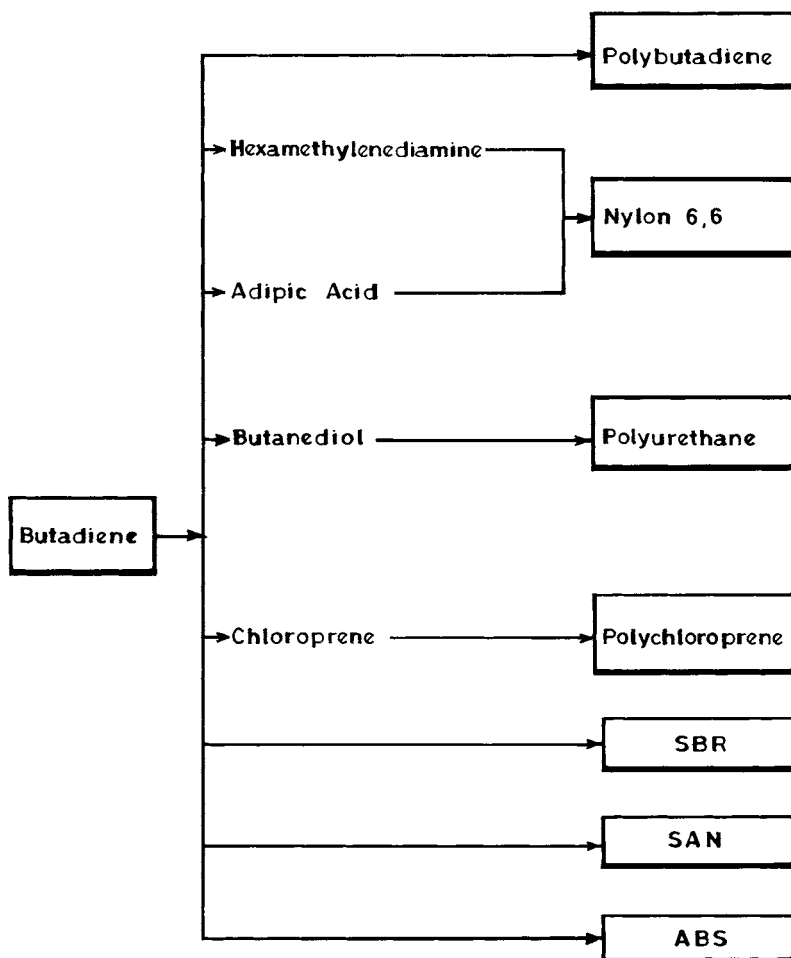 Polybutadiene
Hexamethylenediamine
Nylon 6,6
Adipic Acid
Butanediol
Polyurethane
Butadiene
Chloroprene
Polychloroprene
SBR
SAN
ABS